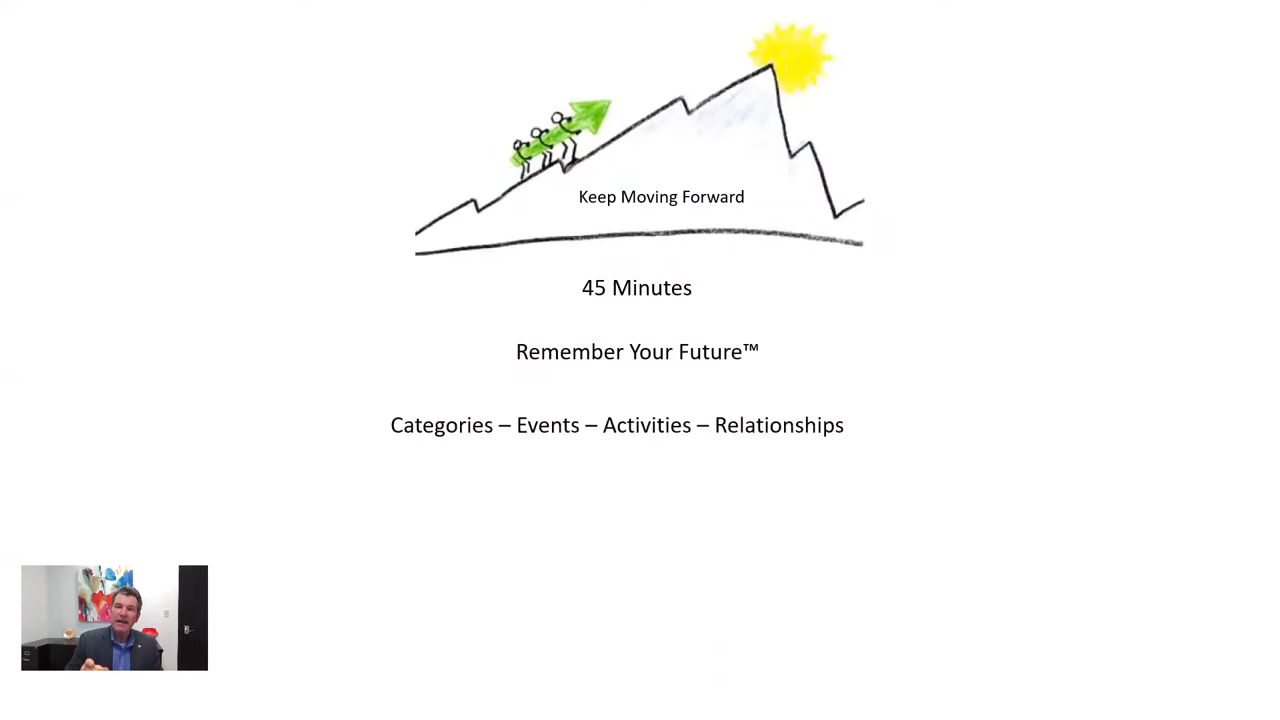 Keep Moving Forward
45 Minutes
Remember Your Future™
Categories – Events – Activities – Relationships